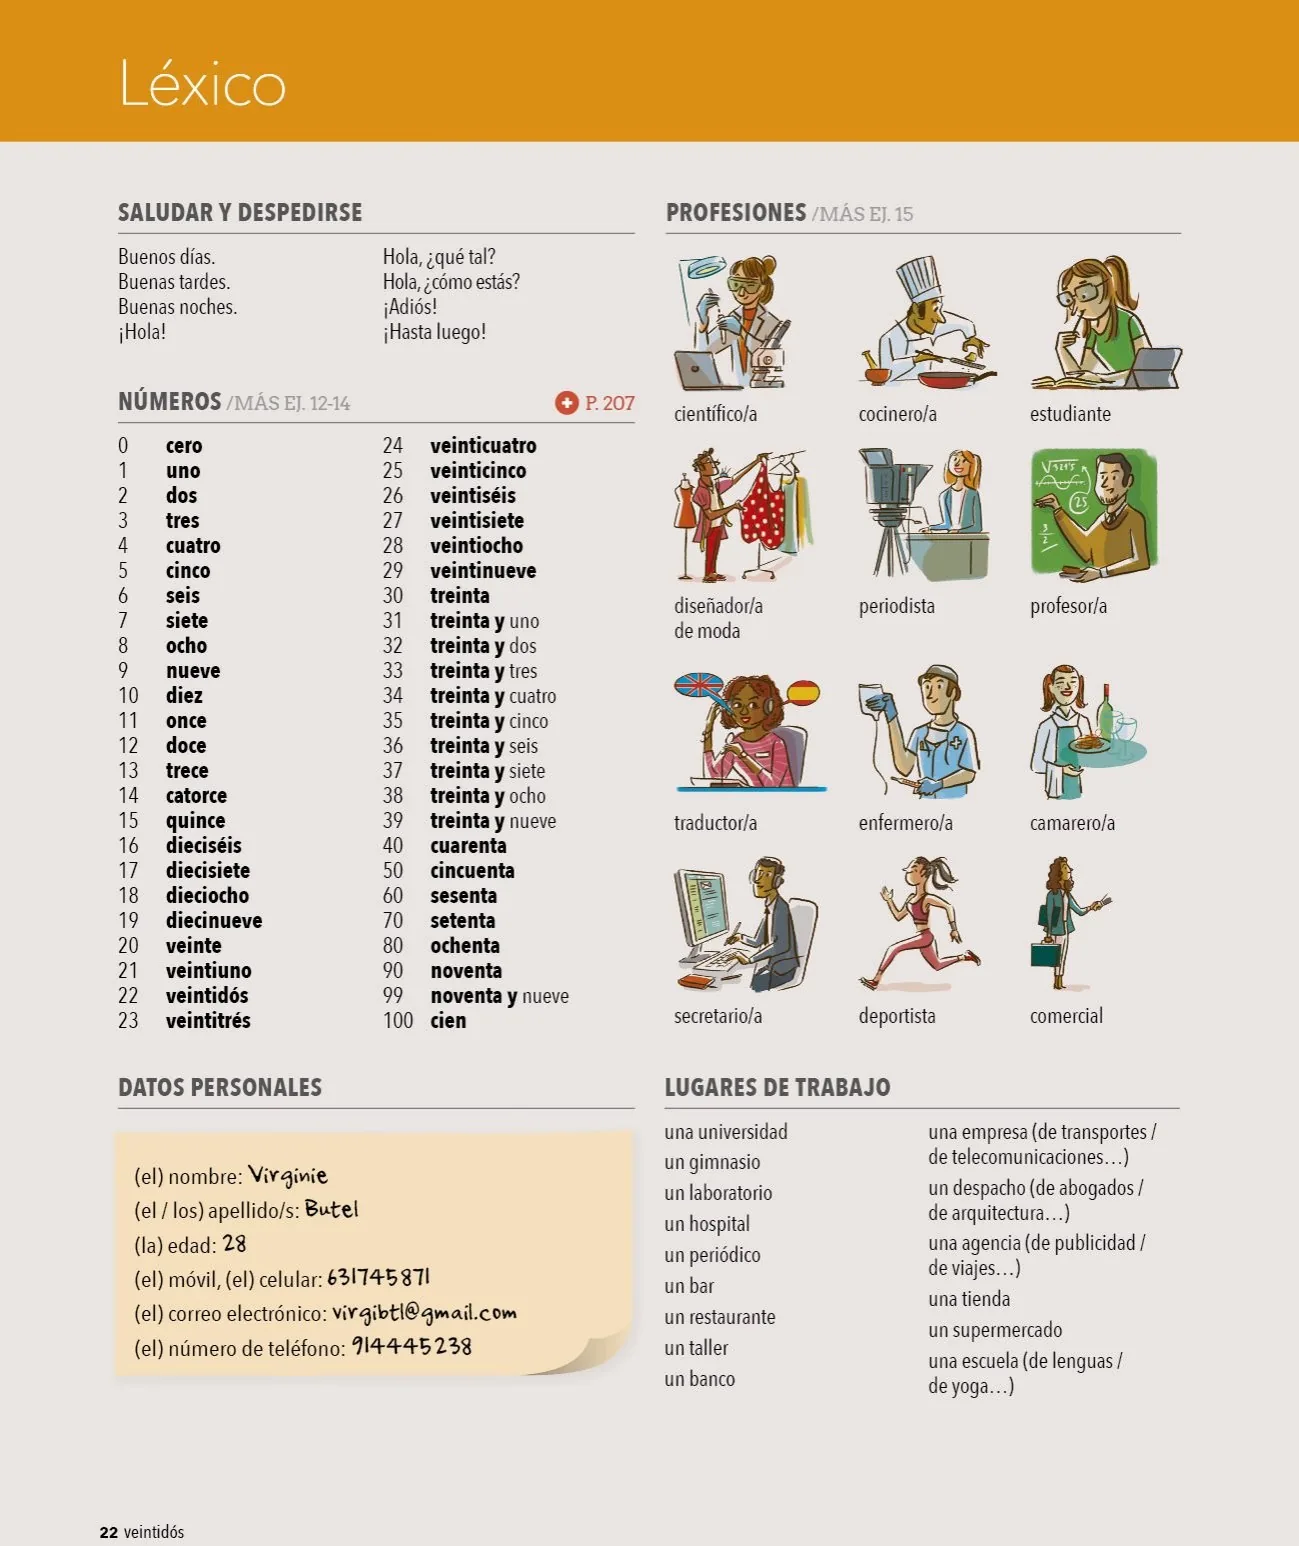 Léxico
SALUDAR Y DESPEDIRSE
Buenos días.
Buenas tardes.
Buenas noches.
¡Hola!
Hola, ¿qué tal?
Hola, ¿cómo estás?
¡Adiós!
¡Hasta luego!
NÚMEROS /MÁS EJ. 12-14
+ P. 207
0 cero
1 uno
2 dos
3 tres
4 cuatro
5 cinco
6 seis
7 siete
8 ocho
9 nueve
10 diez
11 once
12 doce
13 trece
14 catorce
15 quince
16 dieciséis
17 diecisiete
18 dieciocho
19 diecinueve
20 veinte
21 veintiuno
22 veintidós
23 veintitrés
24 veinticuatro
25 veinticinco
26 veintiséis
27 veintisiete
28 veintiocho
29 veintinueve
30 treinta
31 treinta y uno
32 treinta y dos
33 treinta y tres
34 treinta y cuatro
35 treinta y cinco
36 treinta y seis
37 treinta y siete
38 treinta y ocho
39 treinta y nueve
40 cuarenta
50 cincuenta
60 sesenta
70 setenta
80 ochenta
90 noventa
99 noventa y nueve
100 cien
DATOS PERSONALES
(el) nombre: Virginie
(el / los) apellido/s: Butel
(la) edad: 28
(el) móvil, (el) celular: 631745871
(el) correo electrónico: virgibtl@gmail.com
(el) número de teléfono: 914445238
PROFESIONES /MÁS EJ. 15
científico/a
cocinero/a
estudiante
25
3
2
diseñador/a
de moda
periodista
profesor/a
traductor/a
enfermero/a
camarero/a
secretario/a
deportista
comercial
LUGARES DE TRABAJO
una universidad
un gimnasio
un laboratorio
un hospital
un periódico
un bar
un restaurante
un taller
un banco
una empresa (de transportes /
de telecomunicaciones…)
un despacho (de abogados /
de arquitectura…)
una agencia (de publicidad /
de viajes…)
una tienda
un supermercado
una escuela (de lenguas /
de yoga…)
22 veintidós